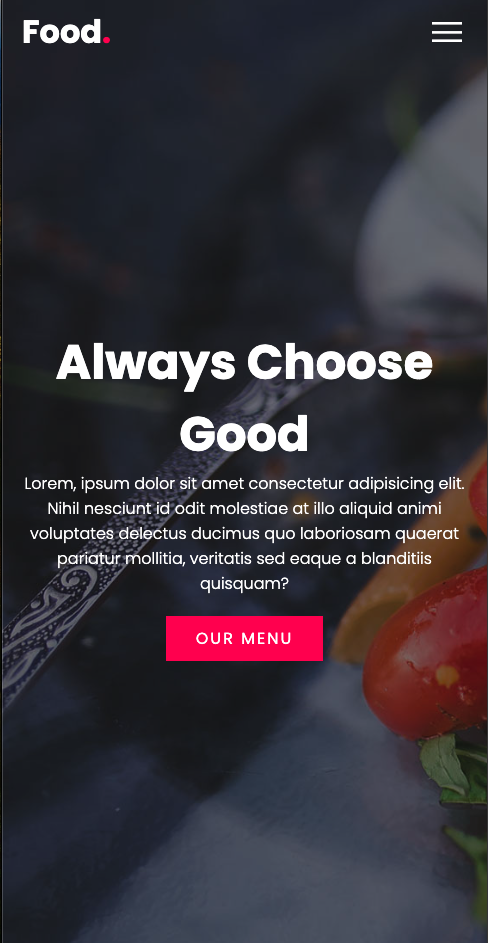 Food.
Always Choose
Good
Lorem, ipsum dolor sit amet consectetur adipisicing elit.
Nihil nesciunt id odit molestiae at illo aliquid animi
voluptates delectus ducimus quo laboriosam quaerat
pariatur mollitia, veritatis sed eaque a blanditiis
quisquam?
OUR MENU